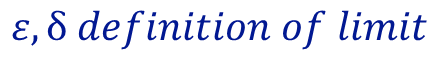 ε, δ definition of limit